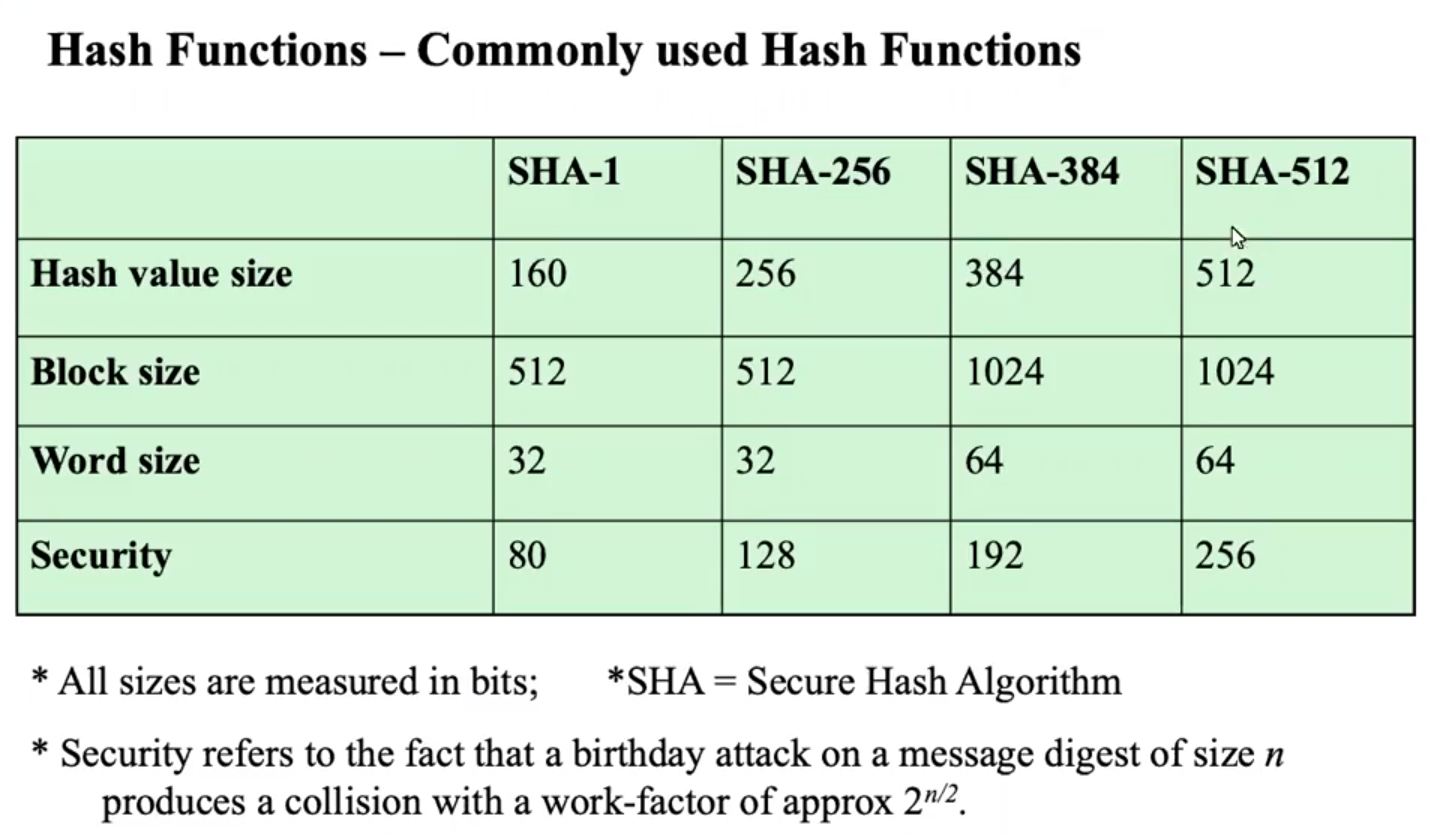 Hash Functions – Commonly used Hash Functions
SHA-1 SHA-256 SHA-384 SHA-512
Hash value size 160 256 384 512
Block size 512 512 1024 1024
Word size 32 32 64 64
Security 80 128 192 256
* All sizes are measured in bits; *SHA = Secure Hash Algorithm
* Security refers to the fact that a birthday attack on a message digest of size n
produces a collision with a work-factor of approx 2^{n/2}.